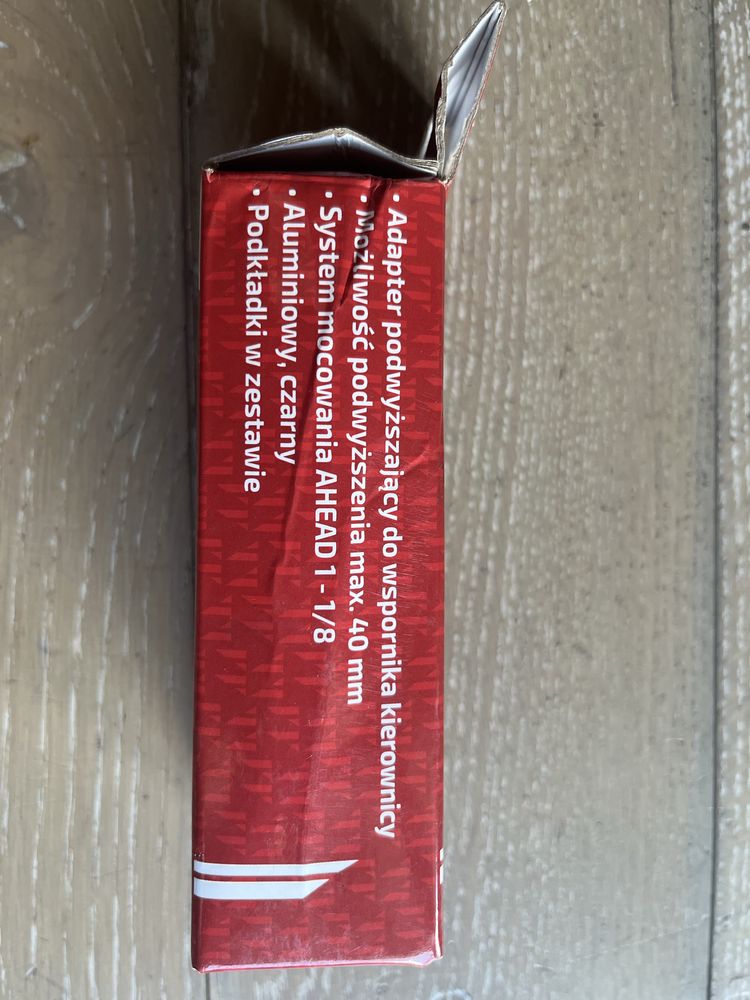 • Adapter podwyższający do wspornika kierownicy
• Możliwość podwyższenia max. 40 mm
• System mocowania AHEAD 1 - 1/8
• Aluminiowy, czarny
• Podkładki w zestawie